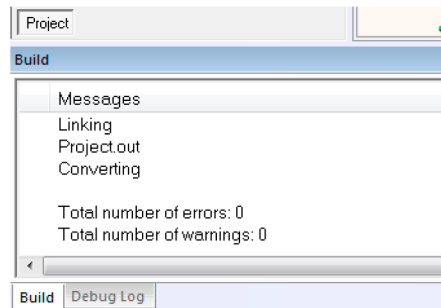 Project
Build
Messages
Linking
Project.out
Converting
Total number of errors: 0
Total number of warnings: 0
Build
Debug Log